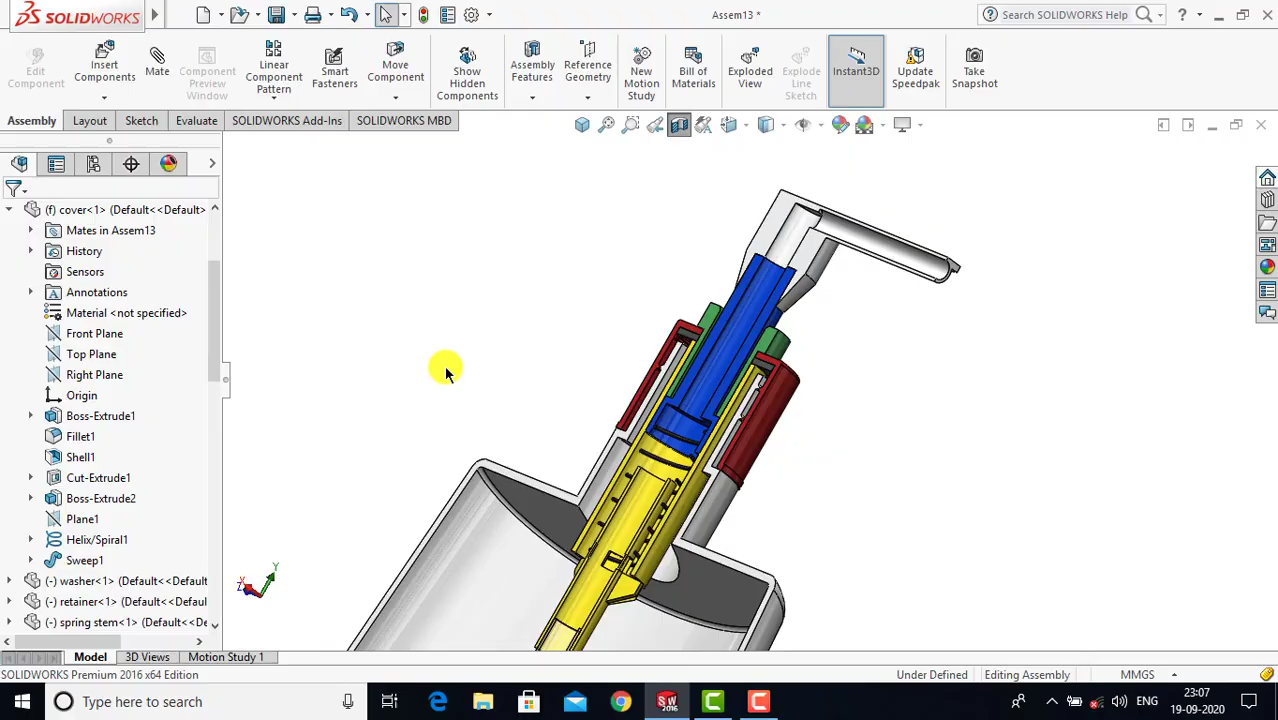 SOLIDWORKS
Assem13 *
Search SOLIDWORKS Help
?
Edit Component
Insert Components
Mate
Component Preview Window
Linear Component Pattern
Smart Fasteners
Move Component
Show Hidden Components
Assembly Features
Reference Geometry
New Motion Study
Bill of Materials
Exploded View
Explode Line Sketch
Instant3D
Update Speedpak
Take Snapshot
Assembly
Layout
Sketch
Evaluate
SOLIDWORKS Add-Ins
SOLIDWORKS MBD
(f) cover<1> (Default<<Default>
Mates in Assem13
History
Sensors
Annotations
Material <not specified>
Front Plane
Top Plane
Right Plane
Origin
Boss-Extrude1
Fillet1
Shell1
Cut-Extrude1
Boss-Extrude2
Plane1
Helix/Spiral1
Sweep1
(-) washer<1> (Default<<Default
(-) retainer<1> (Default<<Defau
(-) spring stem<1> (Default<<D
Y
X
Z
Model
3D Views
Motion Study 1
SOLIDWORKS Premium 2016 x64 Edition
Under Defined
Editing Assembly
MMGS
Type here to search
SW
2016
C
C
ENG
23:07
19-09-2020